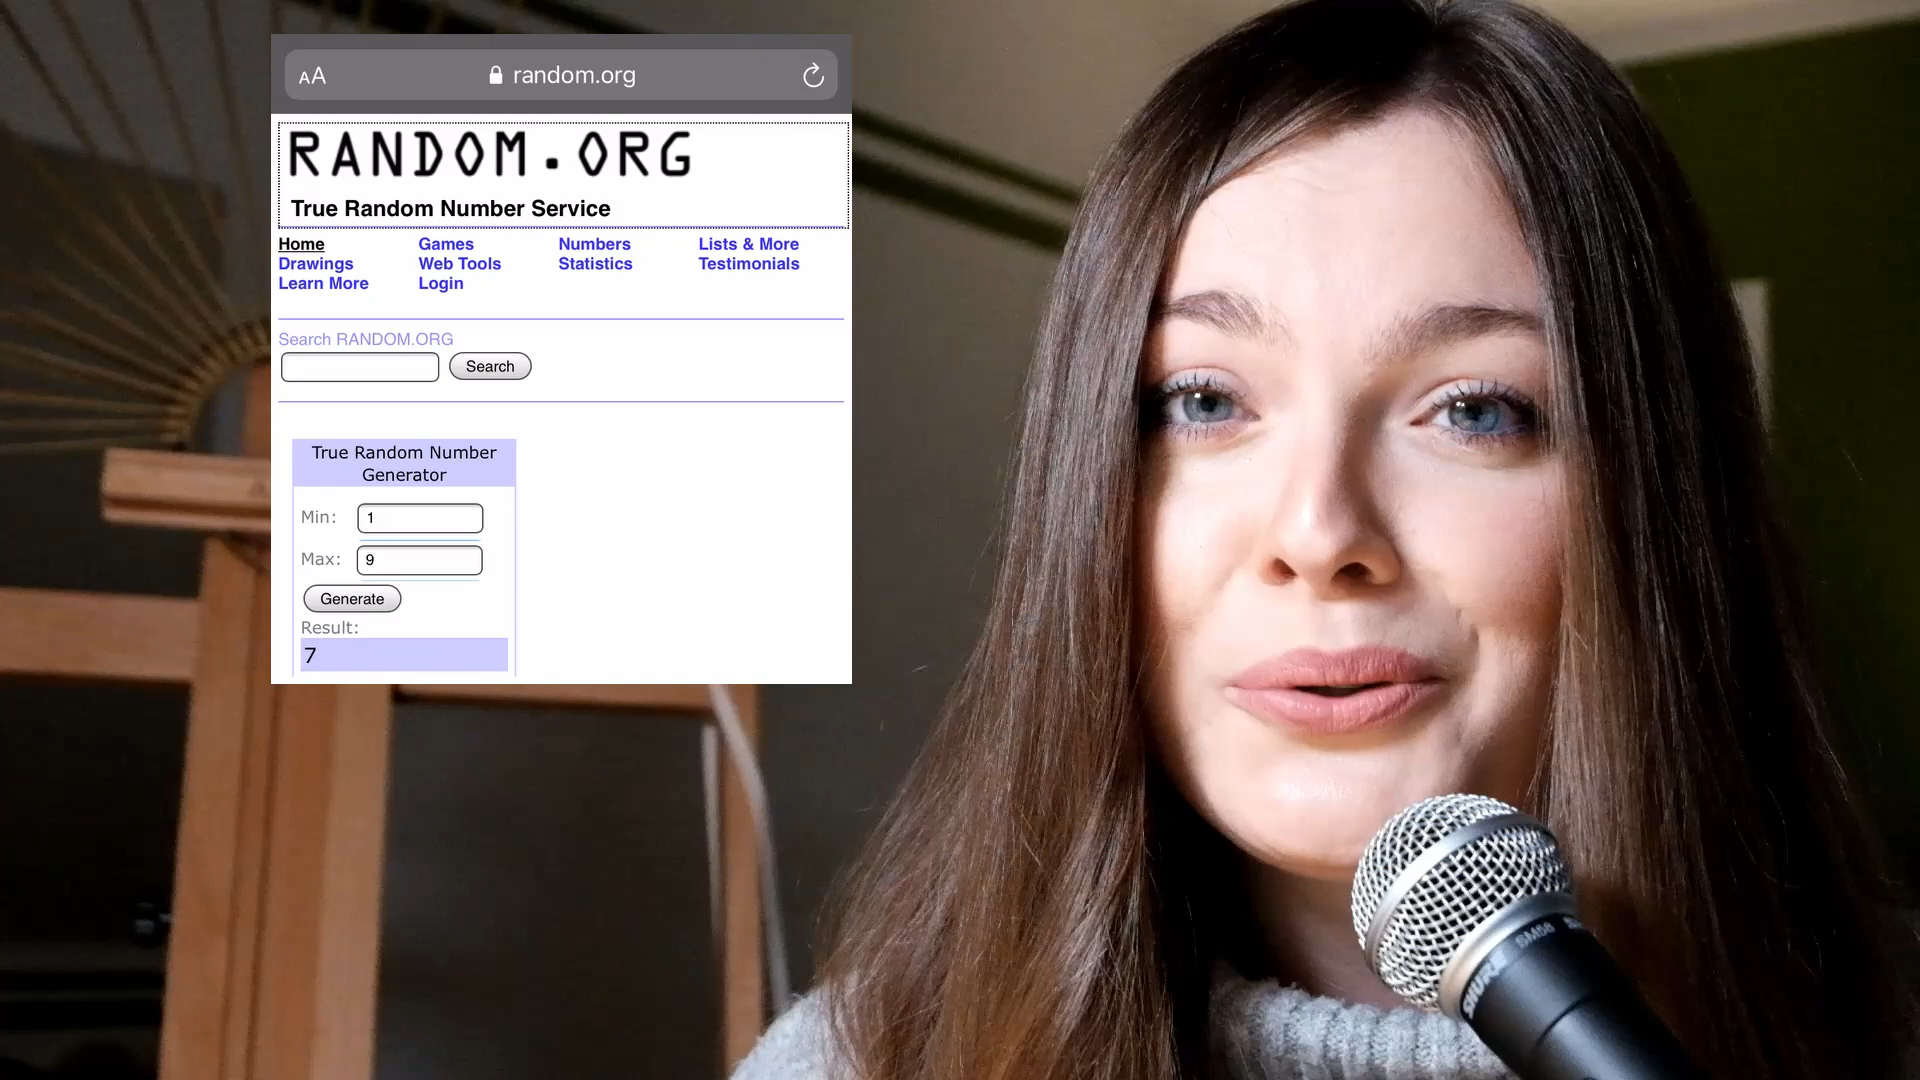 AA random.org
RANDOM.ORG
True Random Number Service
Home Games Numbers Lists & More
Drawings Web Tools Statistics Testimonials
Learn More Login
Search RANDOM.ORG
Search
True Random Number
Generator
Min: 1
Max: 9
Generate
Result:
7
SM58
SHURE